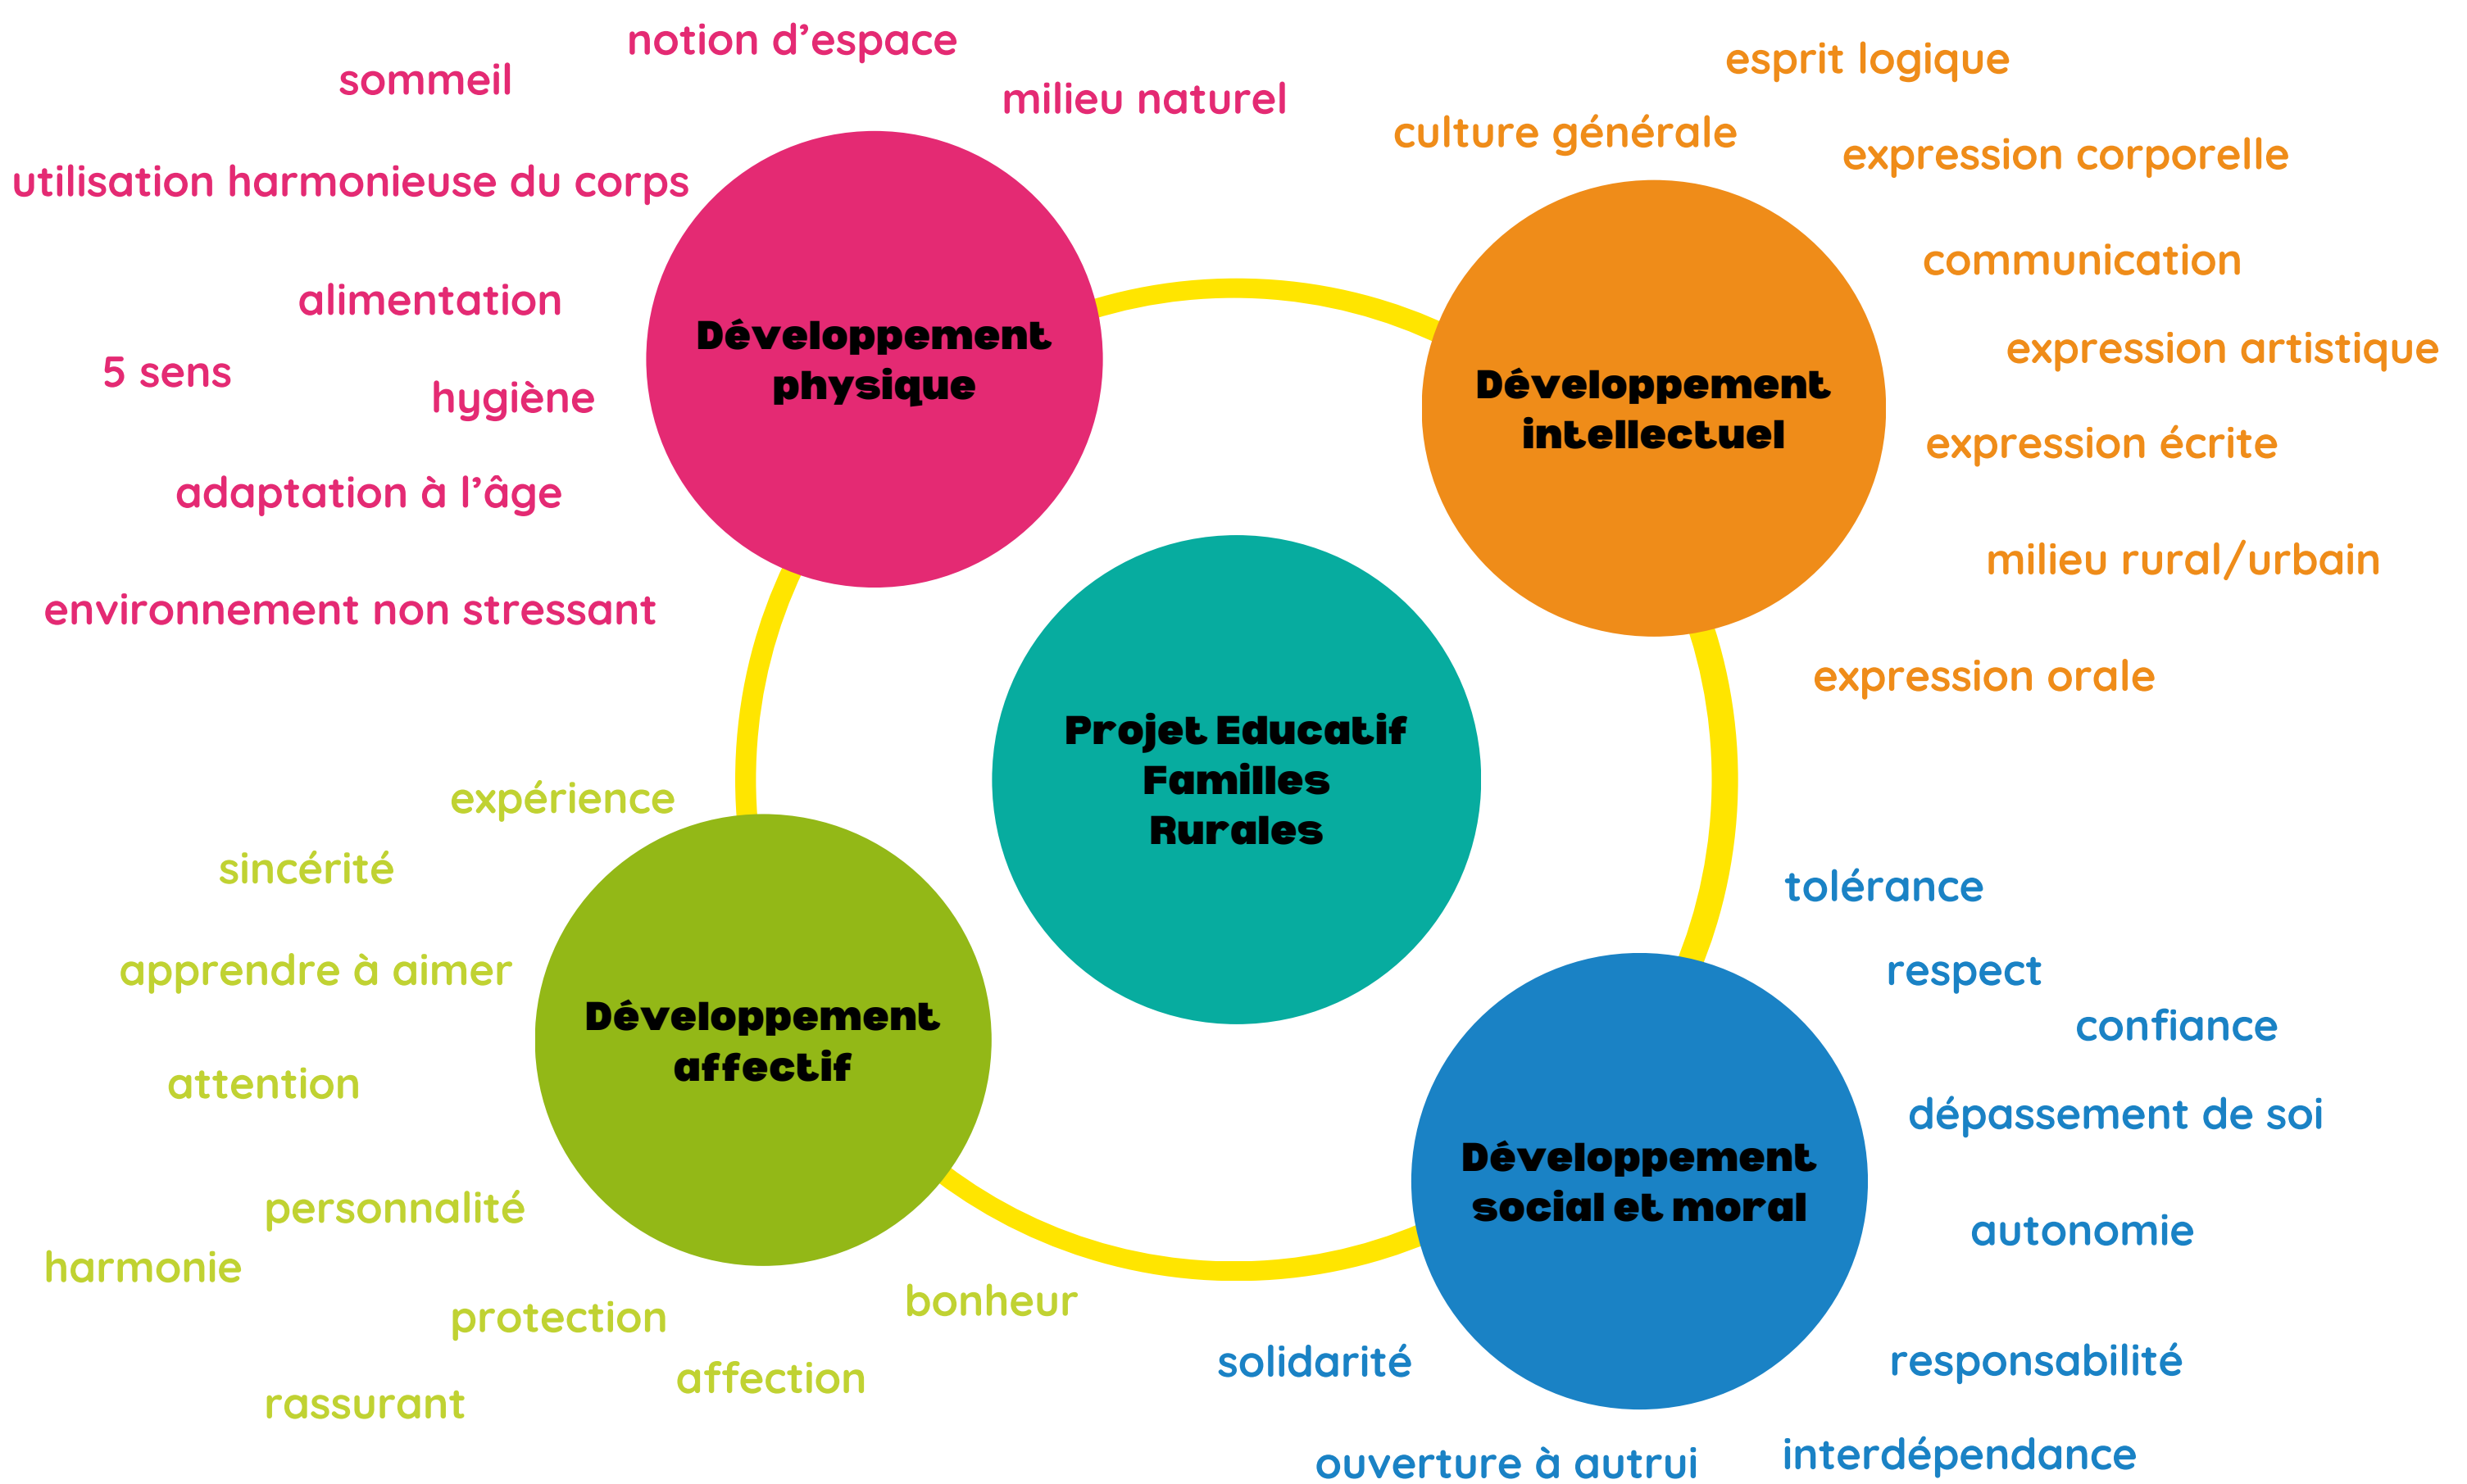 notion d’espace
sommeil
milieu naturel
utilisation harmonieuse du corps
alimentation
5 sens
hygiène
adaptation à l’âge
environnement non stressant
Développement
physique
esprit logique
culture générale
expression corporelle
communication
expression artistique
expression écrite
milieu rural/urbain
expression orale
Développement
intellectuel
Projet Educatif
Familles
Rurales
expérience
sincérité
apprendre à aimer
attention
personnalité
harmonie
protection
bonheur
affection
rassurant
Développement
affectif
tolérance
respect
confiance
dépassement de soi
autonomie
responsabilité
solidarité
interdépendance
ouverture à autrui
Développement
social et moral